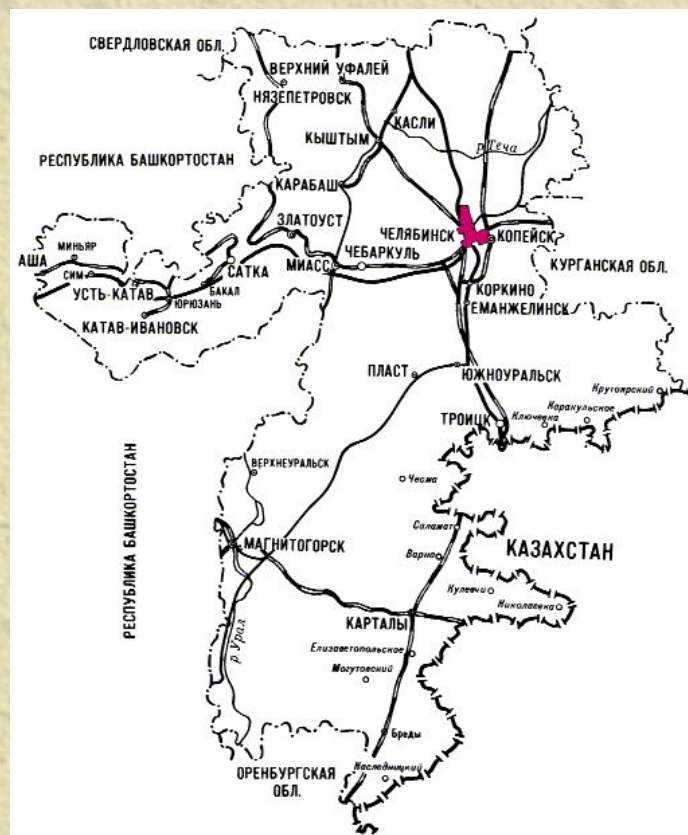 СВЕРДЛОВСКАЯ ОБЛ.
ВЕРХНИЙ УФАЛЕЙ
НЯЗЕПЕТРОВСК
КАСЛИ
КЫШТЫМ
р. Теча
РЕСПУБЛИКА БАШКОРТОСТАН
КАРАБАШ
ЗЛАТОУСТ
ЧЕЛЯБИНСК
КОПЕЙСК
МИНЬЯР
АША
СИМ
САТКА
МИАСС
ЧЕБАРКУЛЬ
КУРГАНСКАЯ ОБЛ.
УСТЬ-КАТАВ
БАКАЛ
ЮРЮЗАНЬ
КОРКИНО
ЕМАНЖЕЛИНСК
КАТАВ-ИВАНОВСК
ПЛАСТ
ЮЖНОУРАЛЬСК
Крутоярский
ТРОИЦК
Ключевка
Каракульское
ВЕРХНЕУРАЛЬСК
Чесма
РЕСПУБЛИКА БАШКОРТОСТАН
Саламат
МАГНИТОГОРСК
Варна
КАЗАХСТАН
Кулевчи
Николаевка
КАРТАЛЫ
р. Урал
Елизаветопольское
Могутовский
Бреды
ОРЕНБУРГСКАЯ
ОБЛ.
Наследницкий